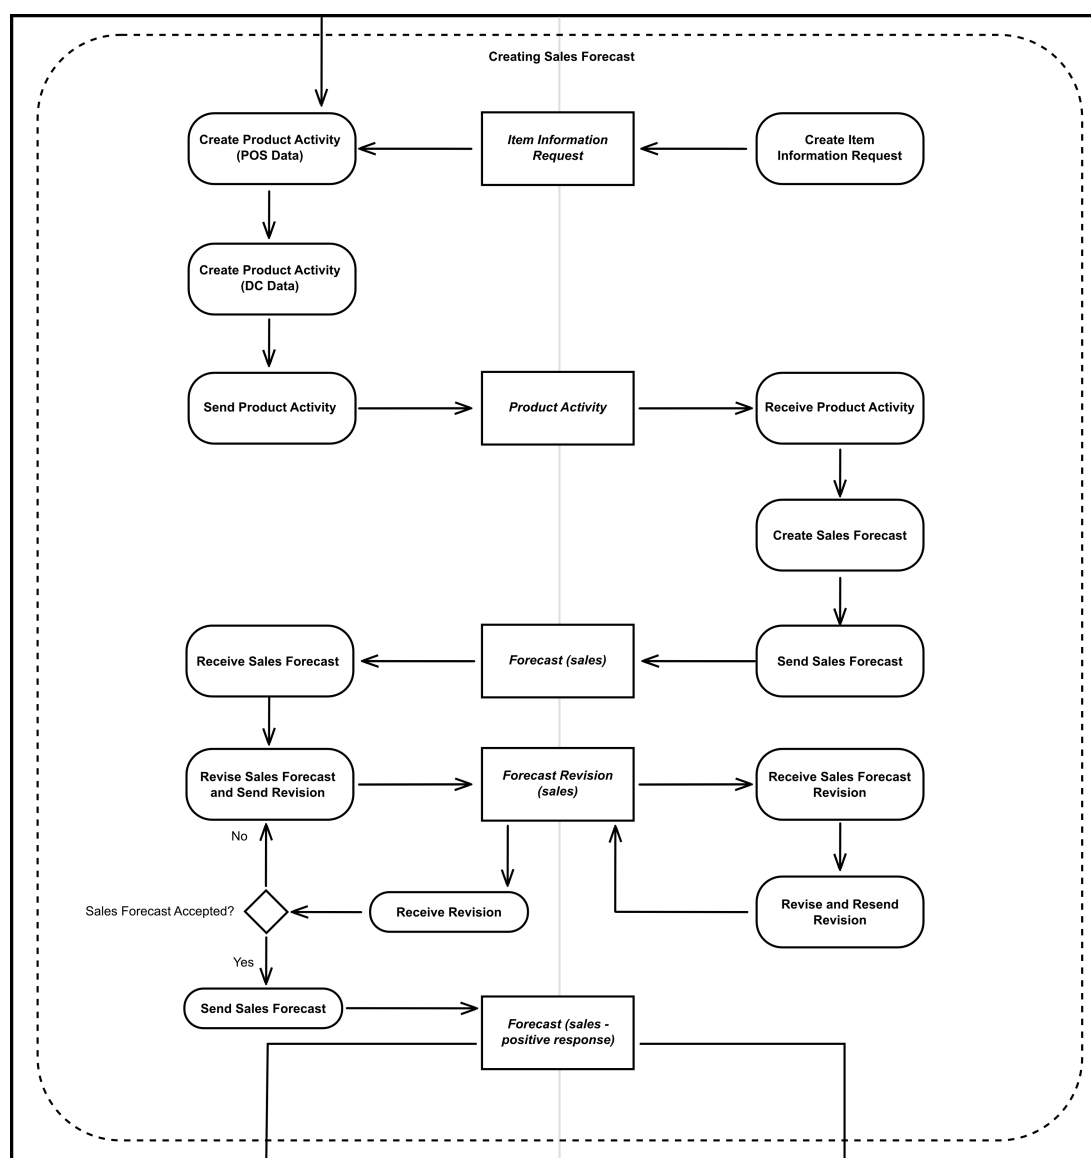 Creating Sales Forecast
Create Product Activity
(POS Data)
Item Information
Request
Create Item
Information Request
Create Product Activity
(DC Data)
Send Product Activity
Product Activity
Receive Product Activity
Create Sales Forecast
Receive Sales Forecast
Forecast (sales)
Send Sales Forecast
Revise Sales Forecast
and Send Revision
Forecast Revision
(sales)
Receive Sales Forecast
Revision
No
Sales Forecast Accepted?
Receive Revision
Revise and Resend
Revision
Yes
Send Sales Forecast
Forecast (sales -
positive response)